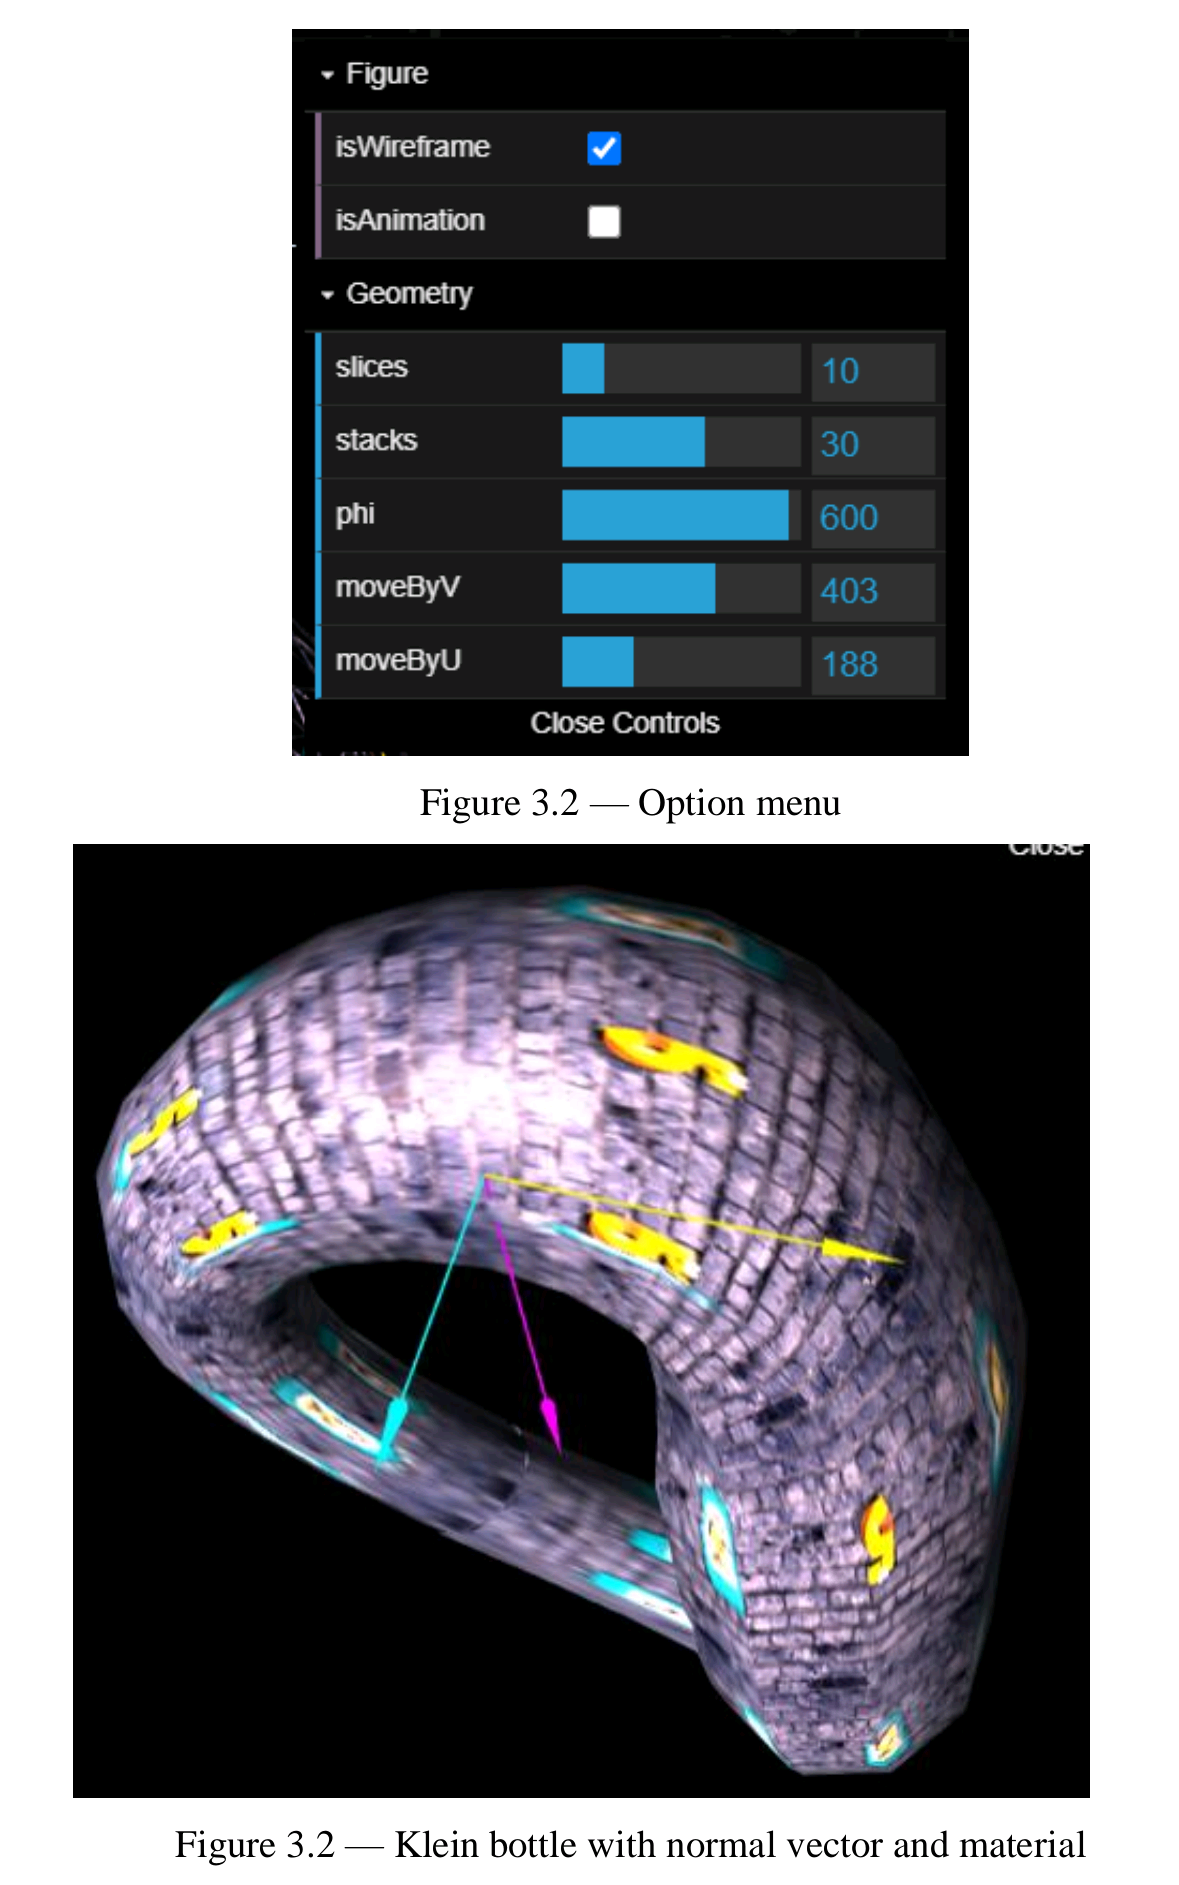 Figure
isWireframe
isAnimation
Geometry
slices 10
stacks 30
phi 600
moveByV 403
moveByU 188
Close Controls
Figure 3.2 — Option menu
Close
Figure 3.2 — Klein bottle with normal vector and material